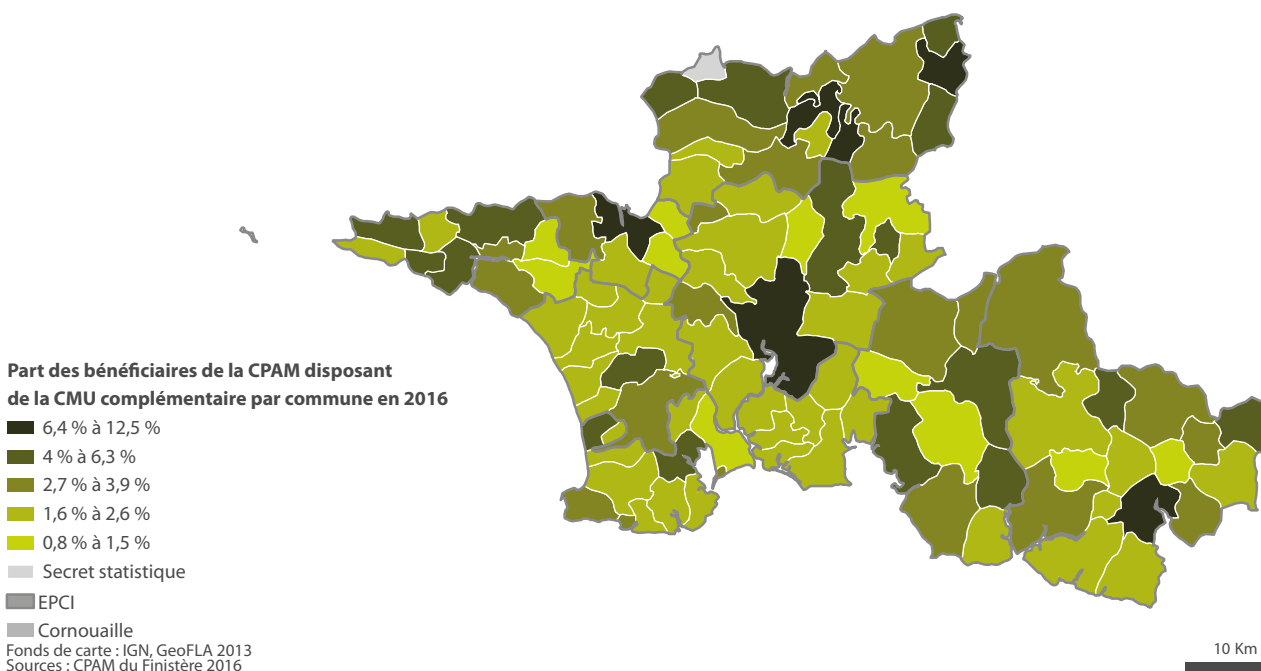 Part des bénéficiaires de la CPAM disposant
de la CMU complémentaire par commune en 2016
6,4 % à 12,5 %
4 % à 6,3 %
2,7 % à 3,9 %
1,6 % à 2,6 %
0,8 % à 1,5 %
Secret statistique
EPCI
Cornouaille
Fonds de carte : IGN, GeoFLA 2013
Sources : CPAM du Finistère 2016
10 Km